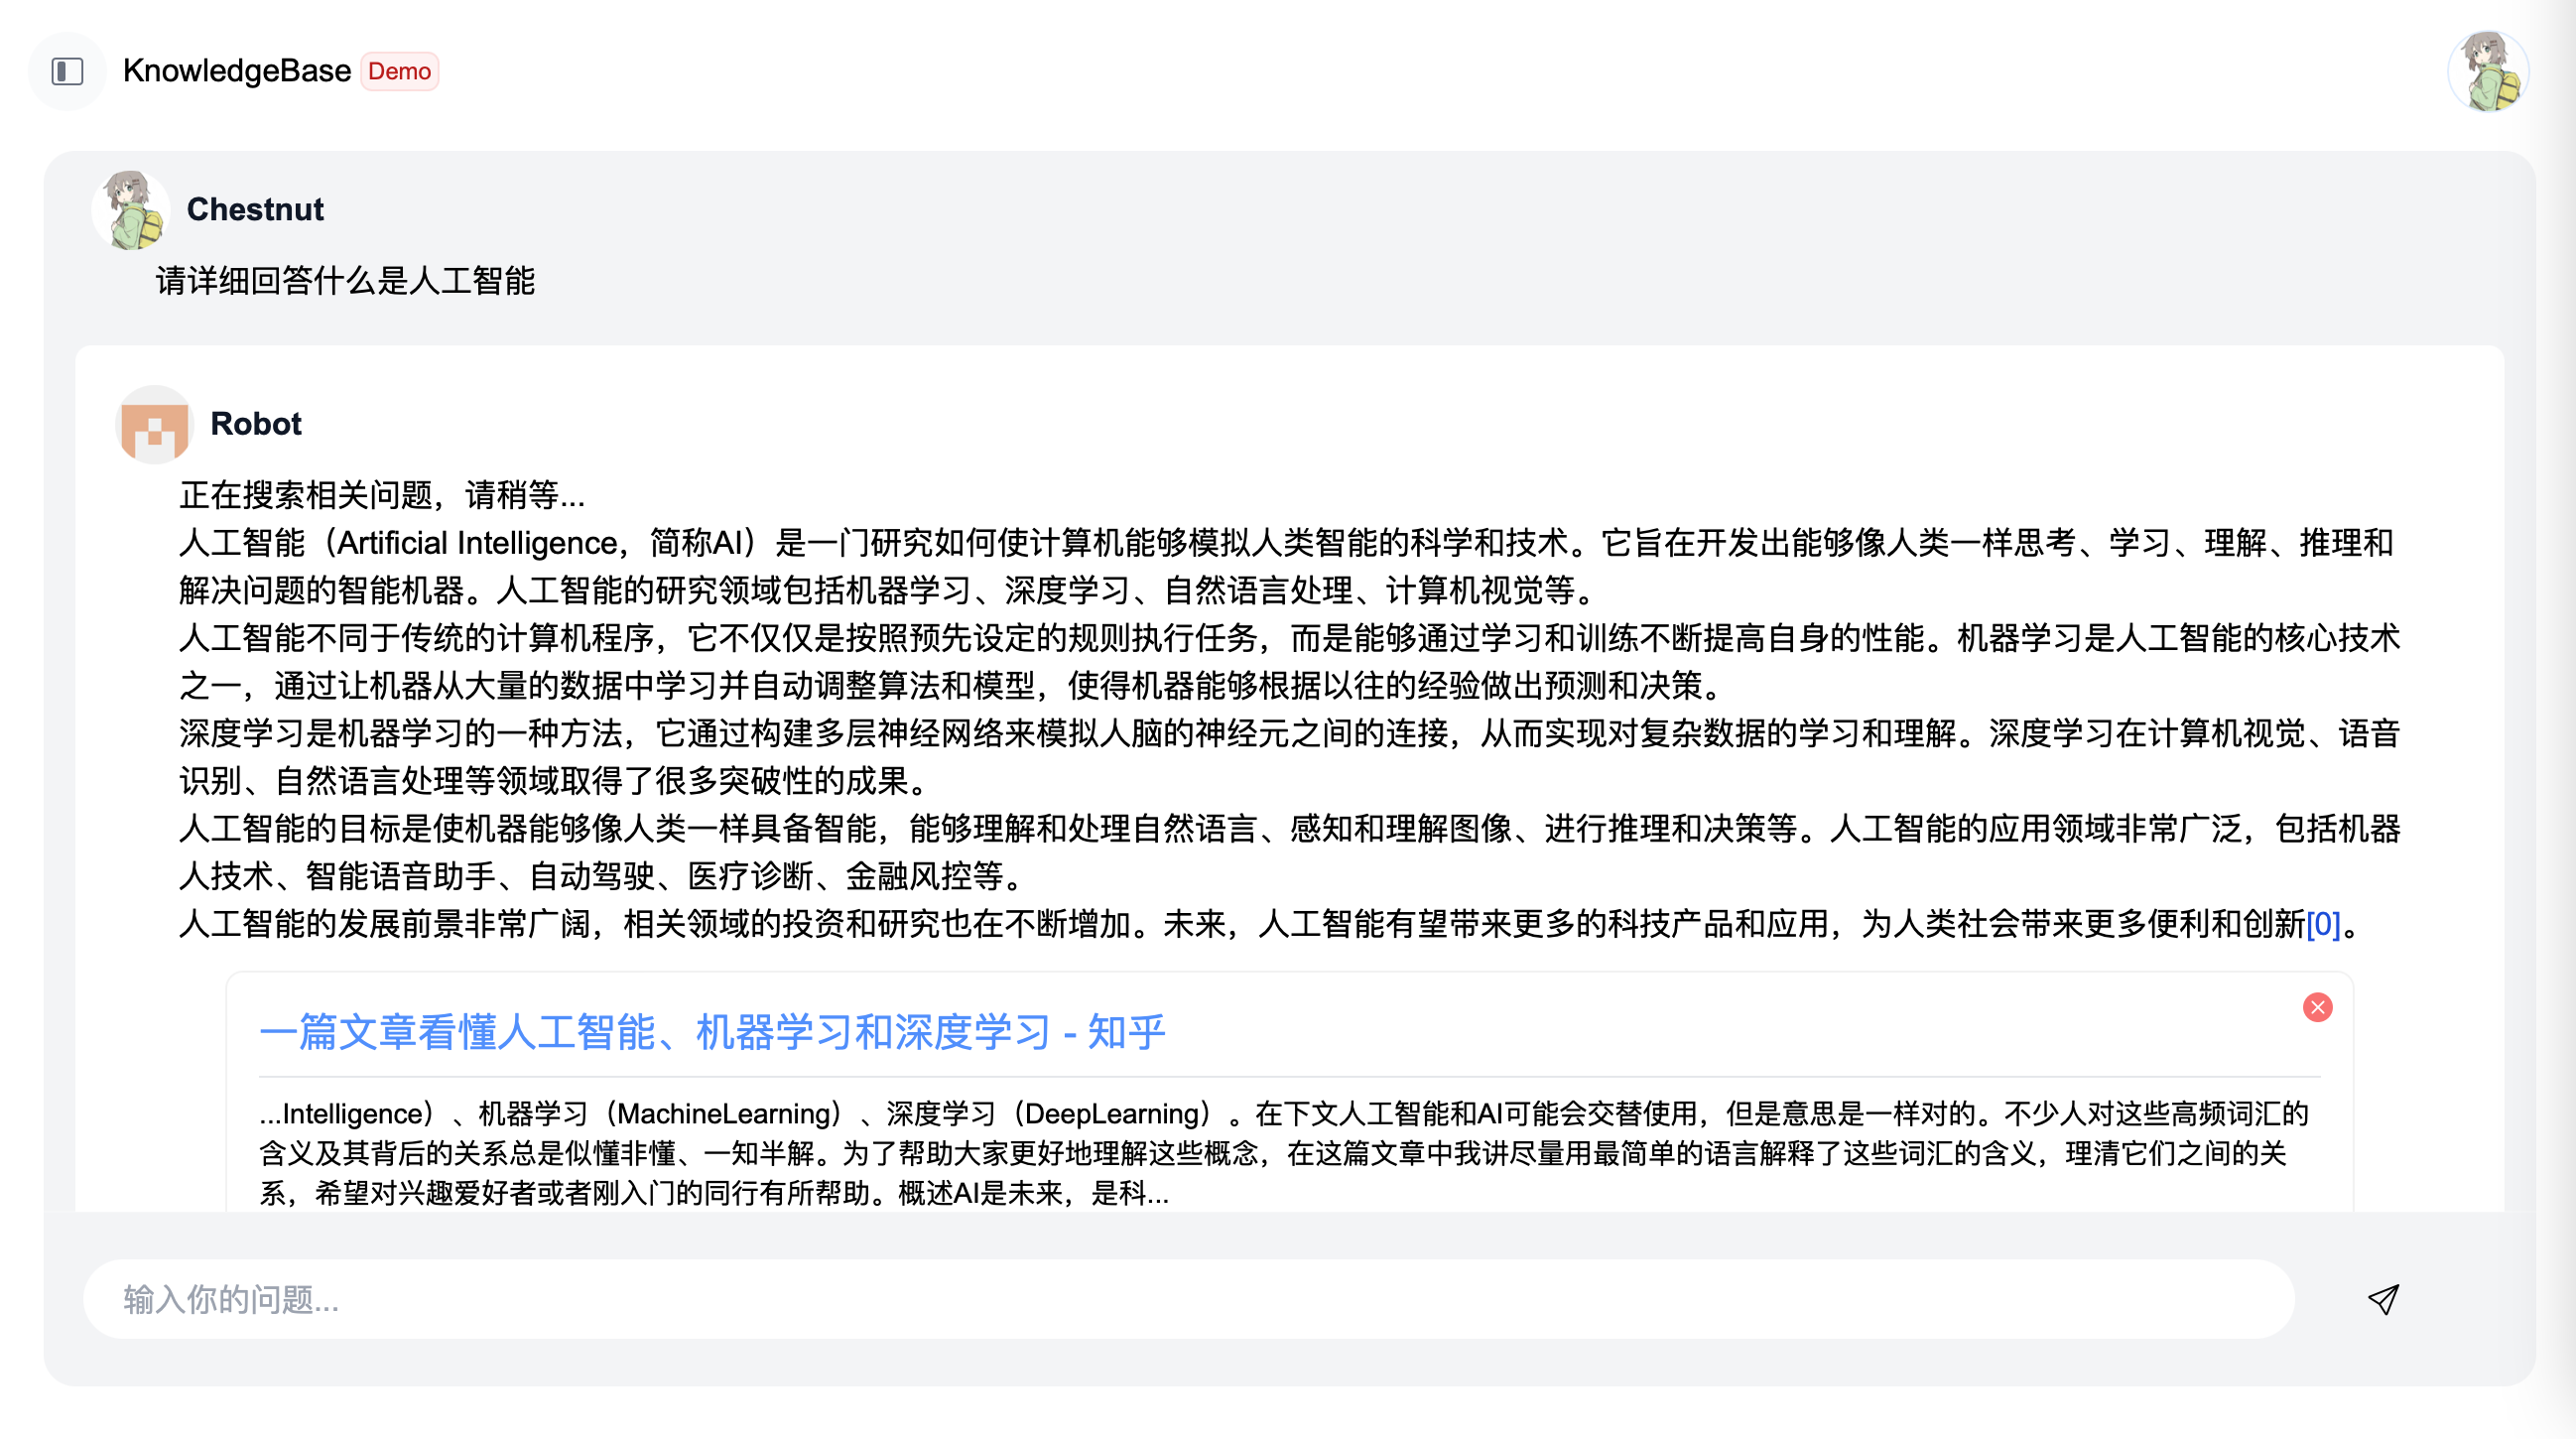 KnowledgeBase Demo
Chestnut
请详细回答什么是人工智能
Robot
正在搜索相关问题，请稍等...
人工智能（Artificial Intelligence，简称AI）是一门研究如何使计算机能够模拟人类智能的科学和技术。它旨在开发出能够像人类一样思考、学习、理解、推理和
解决问题的智能机器。人工智能的研究领域包括机器学习、深度学习、自然语言处理、计算机视觉等。
人工智能不同于传统的计算机程序，它不仅仅是按照预先设定的规则执行任务，而是能够通过学习和训练不断提高自身的性能。机器学习是人工智能的核心技术
之一，通过让机器从大量的数据中学习并自动调整算法和模型，使得机器能够根据以往的经验做出预测和决策。
深度学习是机器学习的一种方法，它通过构建多层神经网络来模拟人脑的神经元之间的连接，从而实现对复杂数据的学习和理解。深度学习在计算机视觉、语音
识别、自然语言处理等领域取得了很多突破性的成果。
人工智能的目标是使机器能够像人类一样具备智能，能够理解和处理自然语言、感知和理解图像、进行推理和决策等。人工智能的应用领域非常广泛，包括机器
人技术、智能语音助手、自动驾驶、医疗诊断、金融风控等。
人工智能的发展前景非常广阔，相关领域的投资和研究也在不断增加。未来，人工智能有望带来更多的科技产品和应用，为人类社会带来更多便利和创新[0]。
一篇文章看懂人工智能、机器学习和深度学习 - 知乎
...Intelligence）、机器学习（MachineLearning）、深度学习（DeepLearning）。在下文人工智能和AI可能会交替使用，但是意思是一样对的。不少人对这些高频词汇的
含义及其背后的关系总是似懂非懂、一知半解。为了帮助大家更好地理解这些概念，在这篇文章中我讲尽量用最简单的语言解释了这些词汇的含义，理清它们之间的关
系，希望对兴趣爱好者或者刚入门的同行有所帮助。概述AI是未来，是科...
输入你的问题...